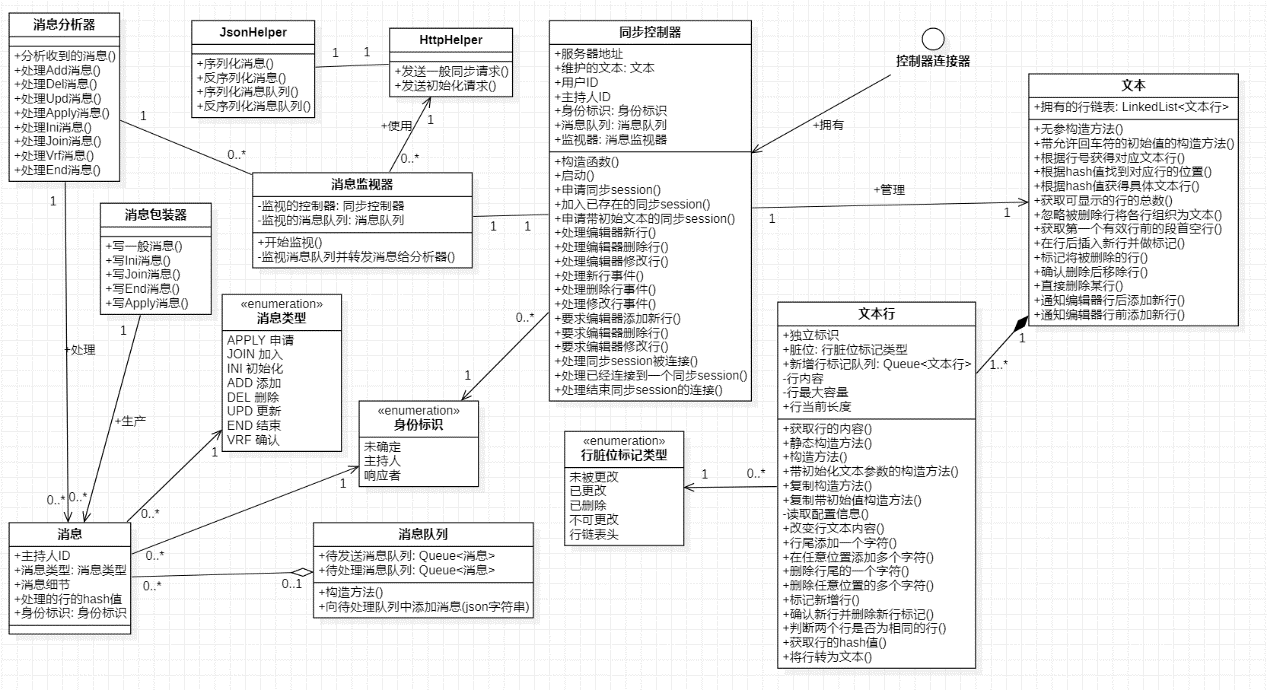 消息分析器
+分析收到的消息()
+处理Add消息()
+处理Del消息()
+处理Upd消息()
+处理Apply消息()
+处理Ini消息()
+处理Join消息()
+处理Vrf消息()
+处理End消息()
JsonHelper
+序列化消息()
+反序列化消息()
+序列化消息队列()
+反序列化消息队列()
1
1
HttpHelper
+发送一般同步请求()
+发送初始化请求()
1
+使用
0..*
1
0..*
消息监视器
-监视的控制器: 同步控制器
-监视的消息队列: 消息队列
+开始监视()
-监视消息队列并转发消息给分析器()
1
1
同步控制器
+服务器地址
+维护的文本: 文本
+用户ID
+主持人ID
+身份标识: 身份标识
+消息队列: 消息队列
+监视器: 消息监视器
+构造函数()
+启动()
+申请同步session()
+加入已存在的同步session()
+申请带初始文本的同步session()
+处理编辑器新行()
+处理编辑器删除行()
+处理编辑器修改行()
+处理新行事件()
+处理删除行事件()
+处理修改行事件()
+要求编辑器添加新行()
+要求编辑器删除行()
+要求编辑器修改行()
+处理同步session被连接()
+处理已经连接到一个同步session()
+处理结束同步session的连接()
控制器连接器
+拥有
+管理
1
1
文本
+拥有的行链表: LinkedList<文本行>
+无参构造方法()
+带允许回车符的初始值的构造方法()
+根据行号获得对应文本行()
+根据hash值找到对应行的位置()
+根据hash值获得具体文本行()
+获取可显示的行的总数()
+忽略被删除行将各行组织为文本()
+获取第一个有效行前的段首空行()
+在行后插入新行并做标记()
+标记将被删除的行()
+确认删除后移除行()
+直接删除某行()
+通知编辑器行后添加新行()
+通知编辑器行前添加新行()
1
1..*
文本行
+独立标识
+脏位: 行脏位标记类型
+新增行标记队列: Queue<文本行>
-行内容
-行最大容量
+行当前长度
+获取行的内容()
+静态构造方法()
+构造方法()
+带初始化文本参数的构造方法()
+复制构造方法()
+复制带初始值构造方法()
-读取配置信息()
+改变行文本内容()
+行尾添加一个字符()
+在任意位置添加多个字符()
+删除行尾的一个字符()
+删除任意位置的多个字符()
+标记新增行()
+确认新行并删除新行标记()
+判断两个行是否为相同的行()
+获取行的hash值()
+将行转为文本()
1
0..*
«enumeration»
行脏位标记类型
未被更改
已更改
已删除
不可更改
行链表头
1
消息包装器
+写一般消息()
+写Ini消息()
+写Join消息()
+写End消息()
+写Apply消息()
1
+处理
+生产
«enumeration»
消息类型
APPLY 申请
JOIN 加入
INI 初始化
ADD 添加
DEL 删除
UPD 更新
END 结束
VRF 确认
1
0..*
1
«enumeration»
身份标识
未确定
主持人
响应者
1
0..*
0..*
消息
+主持人ID
+消息类型: 消息类型
+消息细节
+处理的行的hash值
+身份标识: 身份标识
0..*
0..*
0..*
0..1
消息队列
+待发送消息队列: Queue<消息>
+待处理消息队列: Queue<消息>
+构造方法()
+向待处理队列中添加消息(json字符串)